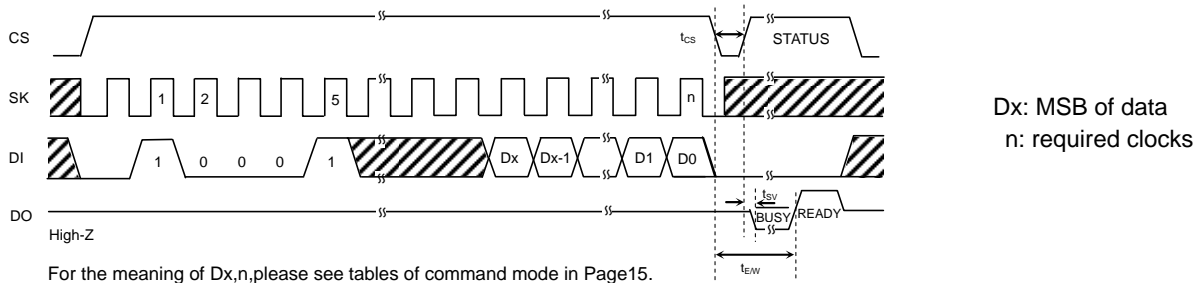 CS
tCS
STATUS
SK
1 2 5 n
DI
1 0 0 0 1 Dx Dx-1 D1 D0
tSV
DO
BUSY READY
High-Z
tE/W
For the meaning of Dx,n,please see tables of command mode in Page15.
Dx: MSB of data
n: required clocks